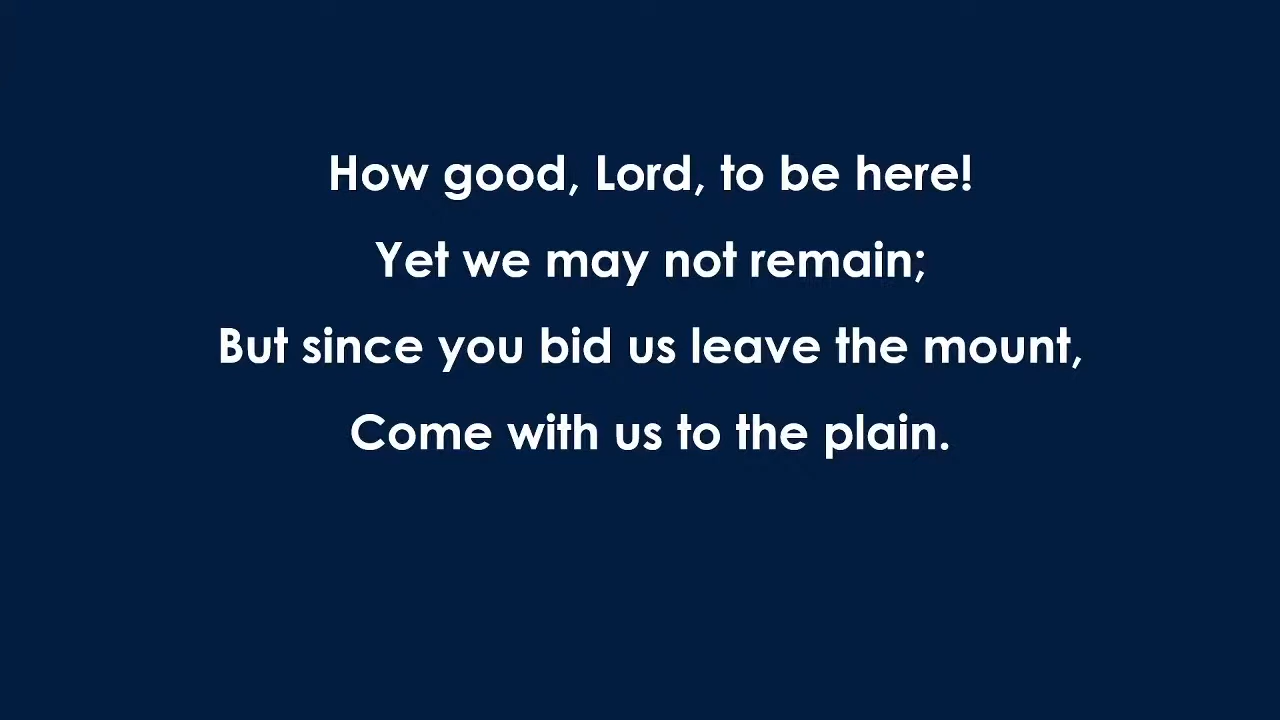 How good, Lord, to be here!
Yet we may not remain;
But since you bid us leave the mount,
Come with us to the plain.